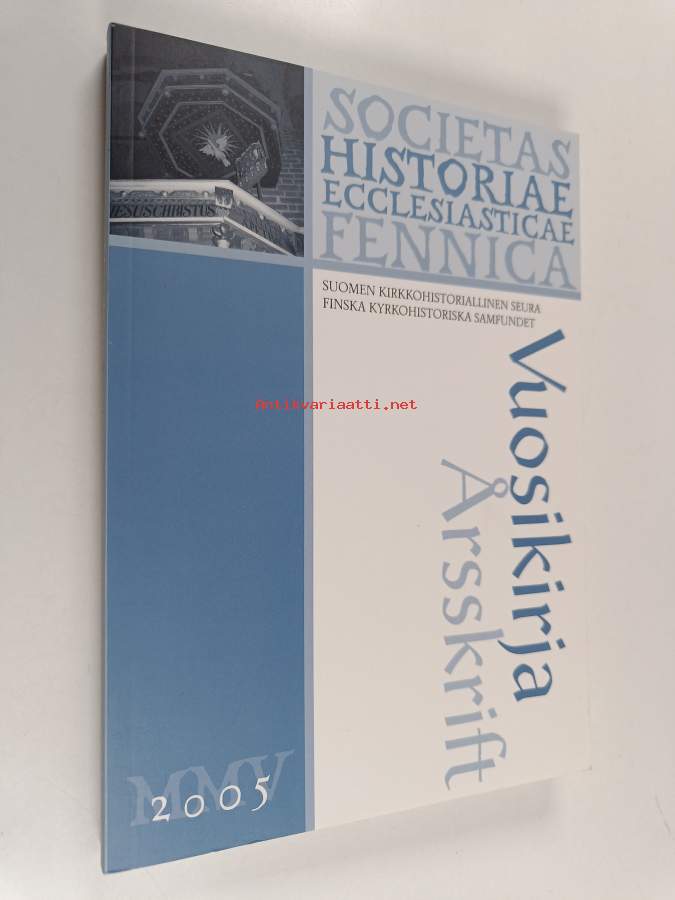 JESUS CHRISTUS
SOCIETAS
HISTORIAE
ECCLESIASTICAE
FENNICA
SUOMEN KIRKKOHISTORIALLINEN SEURA
FINSKA KYRKOHISTORISKA SAMFUNDET
Vuosikirja
Årsskrift
Antikvariaatti.net
MMV
2005